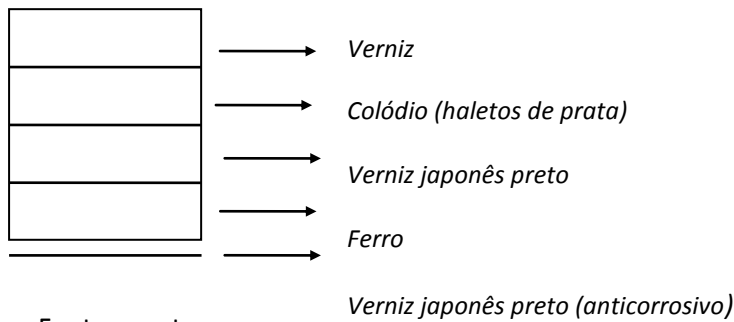 Verniz
Colódio (haletos de prata)
Verniz japonês preto
Ferro
Verniz japonês preto (anticorrosivo)